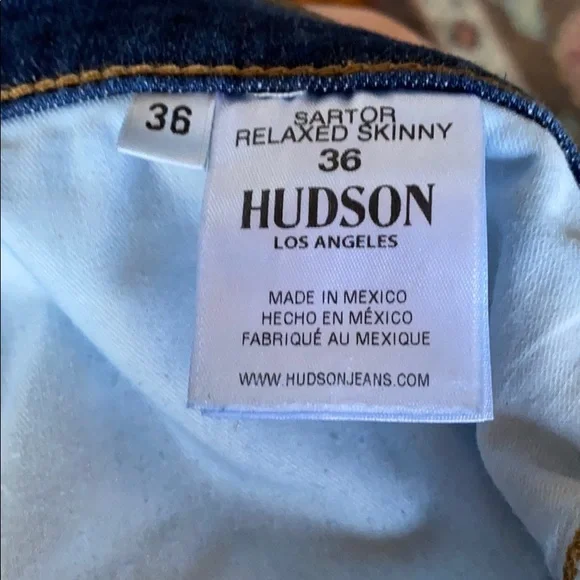 36
SARTOR
RELAXED SKINNY
36
HUDSON
LOS ANGELES
MADE IN MEXICO
HECHO EN MÉXICO
FABRIQUÉ AU MEXIQUE
WWW.HUDSONJEANS.COM